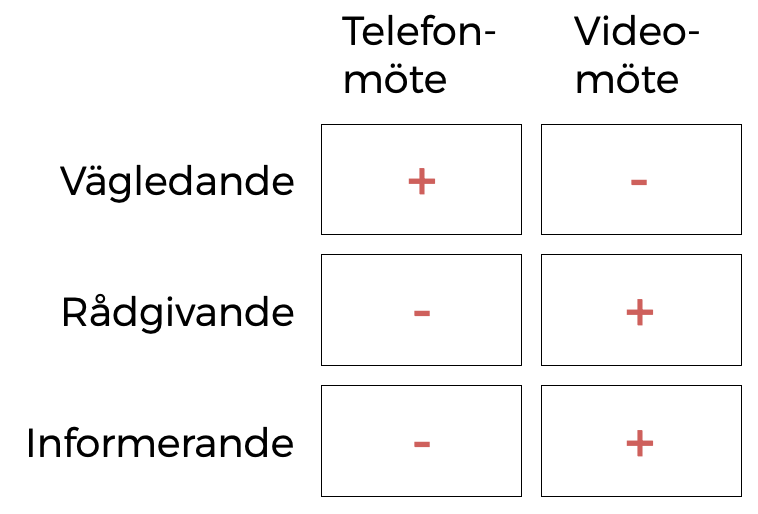 Telefon- Video-
möte möte
Vägledande + -
Rådgivande - +
Informerande - +